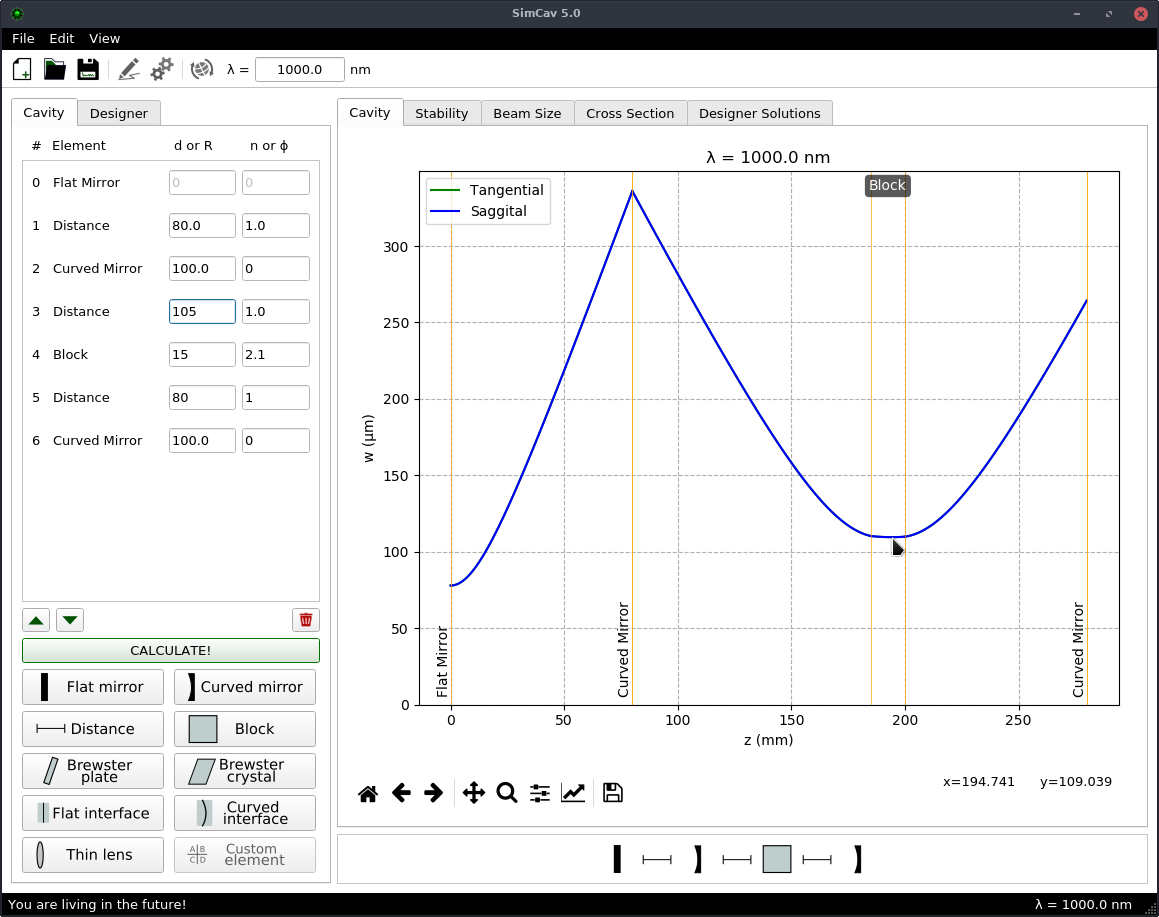 SimCav 5.0
File Edit View
λ = 1000.0 nm
Cavity Designer
# Element d or R n or ϕ
0 Flat Mirror 0 0
1 Distance 80.0 1.0
2 Curved Mirror 100.0 0
3 Distance 105 1.0
4 Block 15 2.1
5 Distance 80 1
6 Curved Mirror 100.0 0
CALCULATE!
Flat mirror Curved mirror
Distance Block
Brewster plate
Brewster crystal
Flat interface
Curved interface
Thin lens
A B C D
Custom element
Cavity Stability Beam Size Cross Section Designer Solutions
λ = 1000.0 nm
Tangential
Saggital
Block
w (μm)
300
250
200
150
100
50
0
Flat Mirror
Curved Mirror
Curved Mirror
0 50 100 150 200 250
z (mm)
x=194.741 y=109.039
You are living in the future! λ = 1000.0 nm